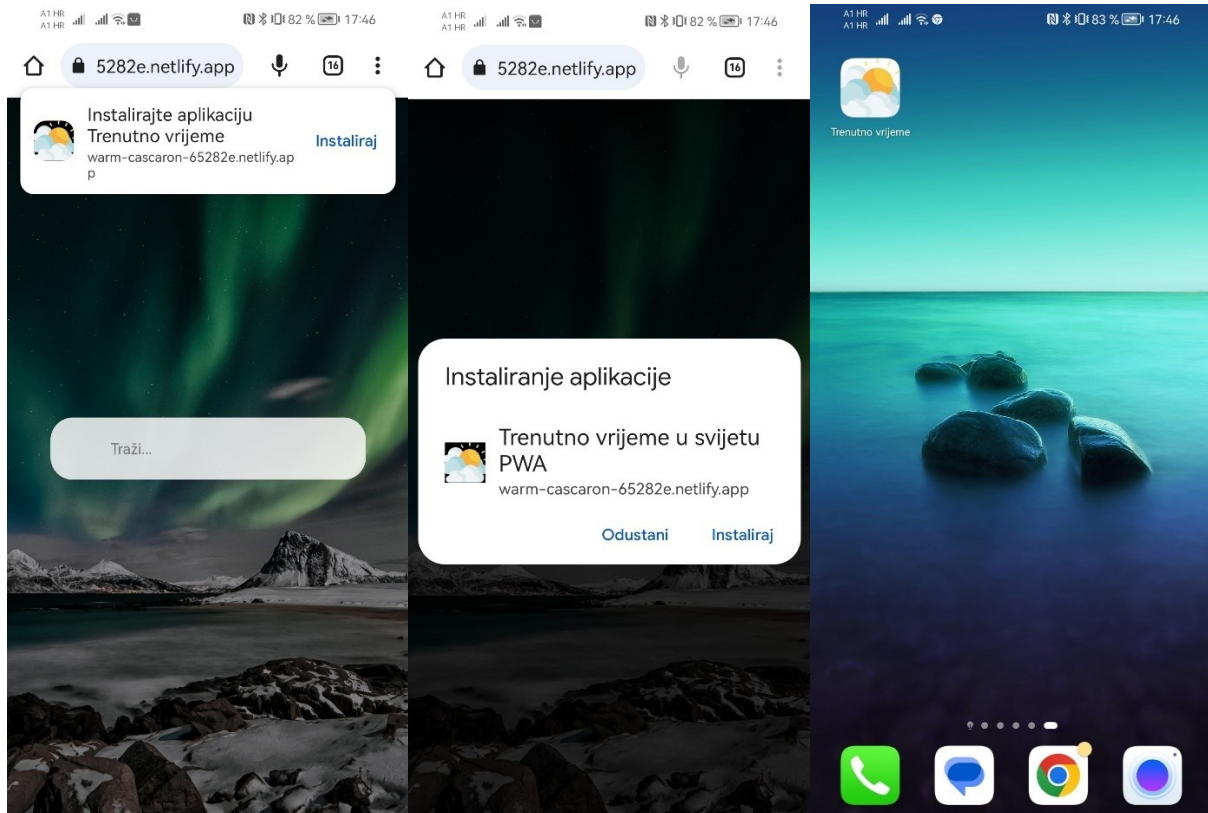 A1 HR
A1 HR
82 % 17:46
5282e.netlify.app
16
Instalirajte aplikaciju
Trenutno vrijeme
warm-cascaron-65282e.netlify.ap
p
Instaliraj
Traži...
A1 HR
A1 HR
82 % 17:46
5282e.netlify.app
16
Instaliranje aplikacije
Trenutno vrijeme u svijetu
PWA
warm-cascaron-65282e.netlify.app
Odustani Instaliraj
A1 HR
A1 HR
83 % 17:46
Trenutno vrijeme